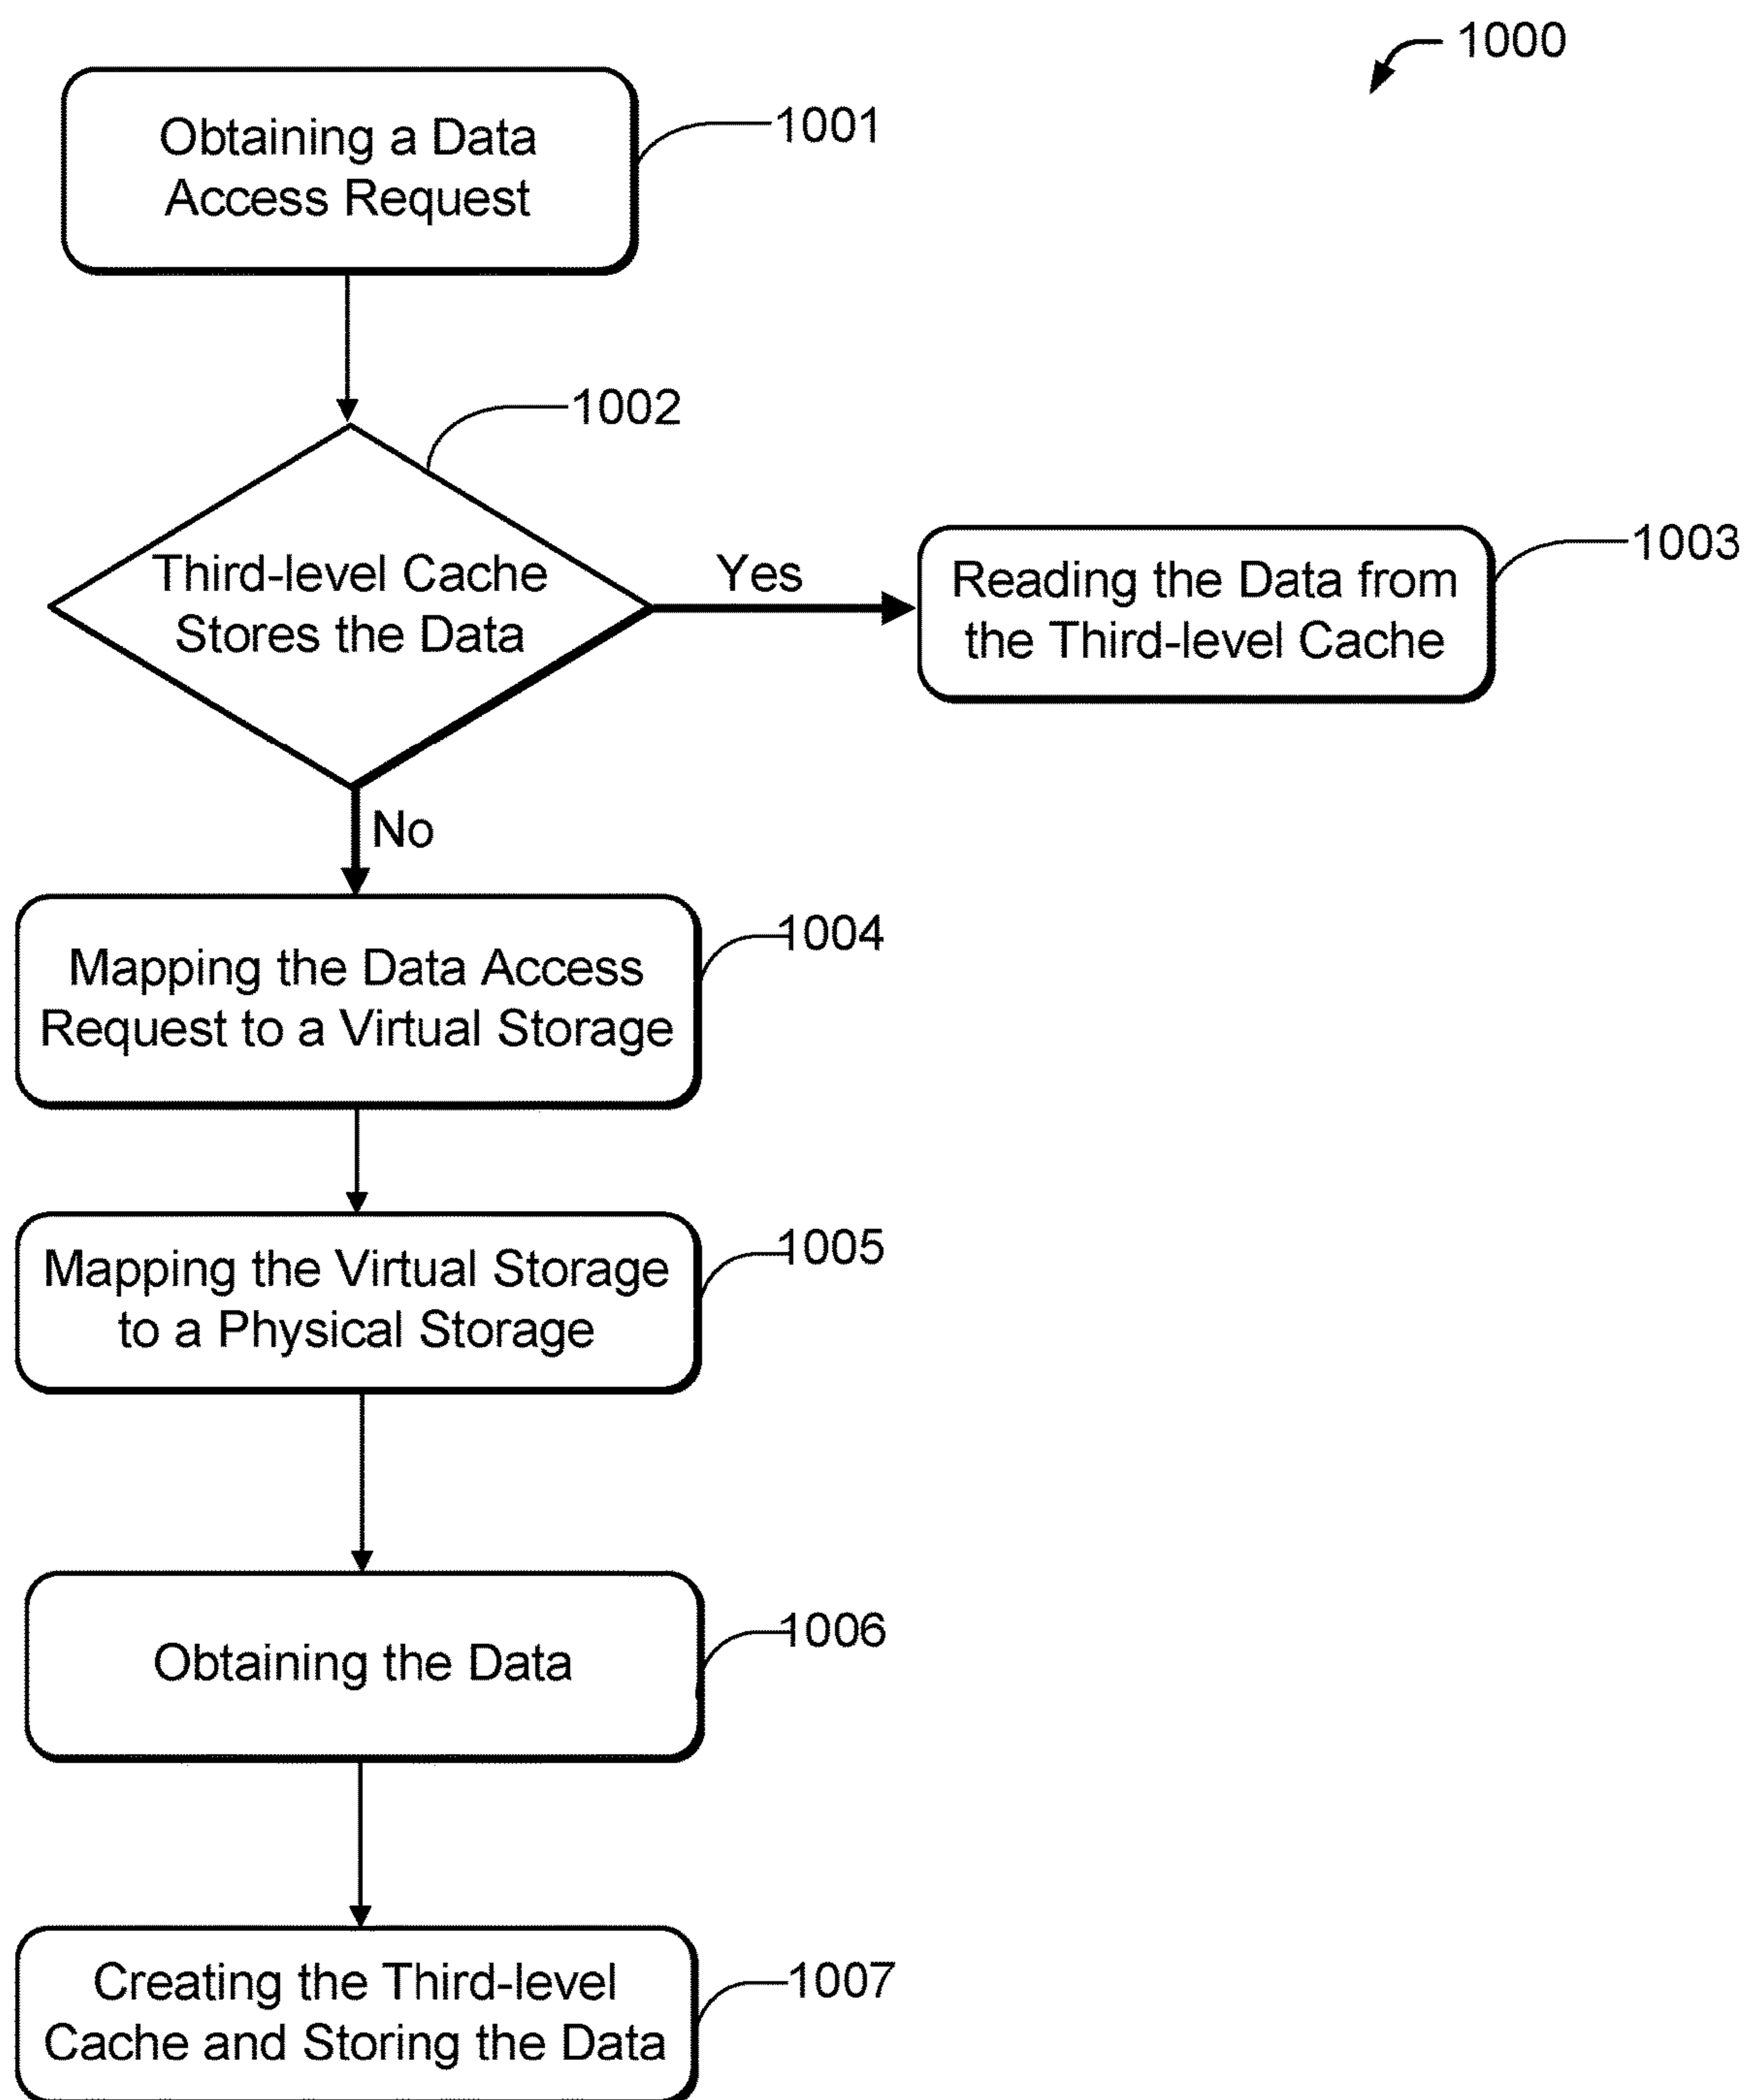 1000
Obtaining a Data
Access Request
1001
1002
Third-level Cache
Stores the Data
Yes
Reading the Data from
the Third-level Cache
1003
No
Mapping the Data Access
Request to a Virtual Storage
1004
Mapping the Virtual Storage
to a Physical Storage
1005
Obtaining the Data
1006
Creating the Third-level
Cache and Storing the Data
1007